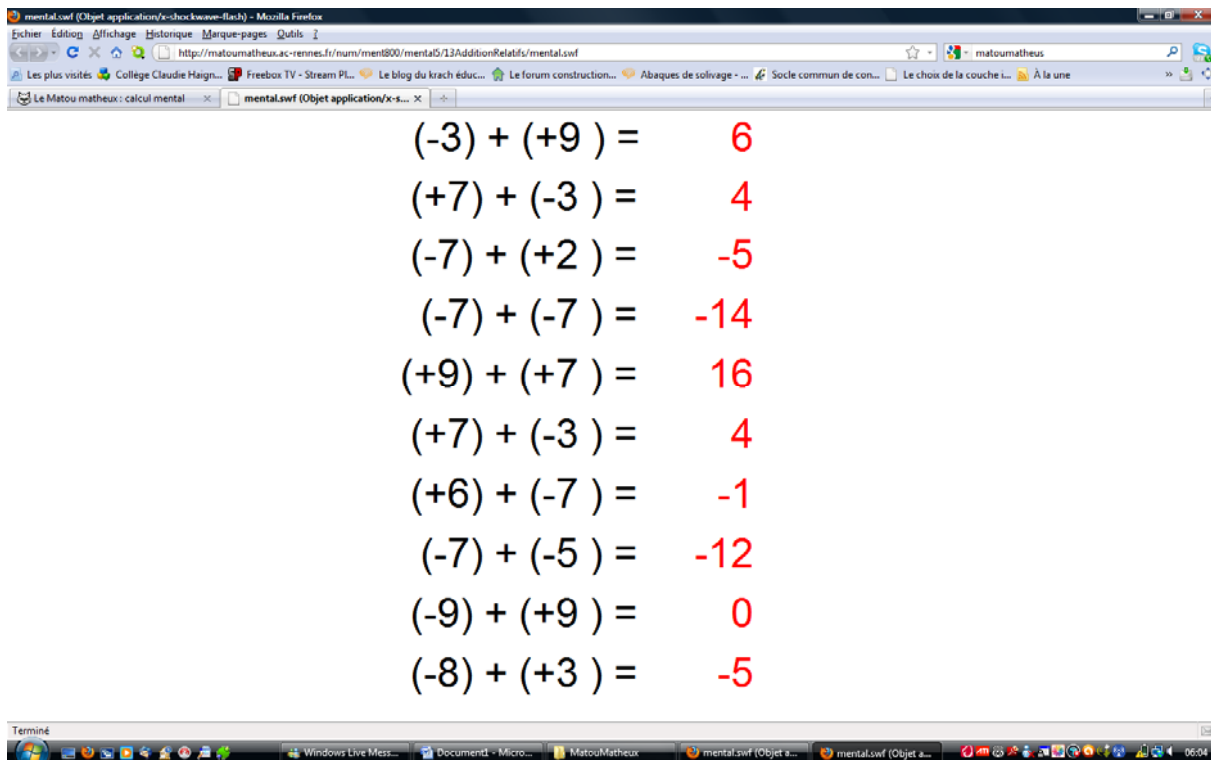 mental.swf (Objet application/x-shockwave-flash) - Mozilla Firefox
Fichier Édition Affichage Historique Marque-pages Outils ?
http://matoumatheux.ac-rennes.fr/num/ment800/mental5/13AdditionRelatifs/mental.swf matoumatheus
Les plus visités Collège Claudie Haign... Freebox TV - Stream Pl... Le blog du krach éduc... Le forum construction... Abaques de solivage - ... Socle commun de con... Le choix de la couche i... À la une »
Le Matou matheux : calcul mental × mental.swf (Objet application/x-s... × +
(-3) + (+9 ) = 6
(+7) + (-3 ) = 4
(-7) + (+2 ) = -5
(-7) + (-7 ) = -14
(+9) + (+7 ) = 16
(+7) + (-3 ) = 4
(+6) + (-7 ) = -1
(-7) + (-5 ) = -12
(-9) + (+9 ) = 0
(-8) + (+3 ) = -5
Terminé
Windows Live Mess... Document1 - Micro... MatouMatheux mental.swf (Objet a... mental.swf (Objet a... 06:04